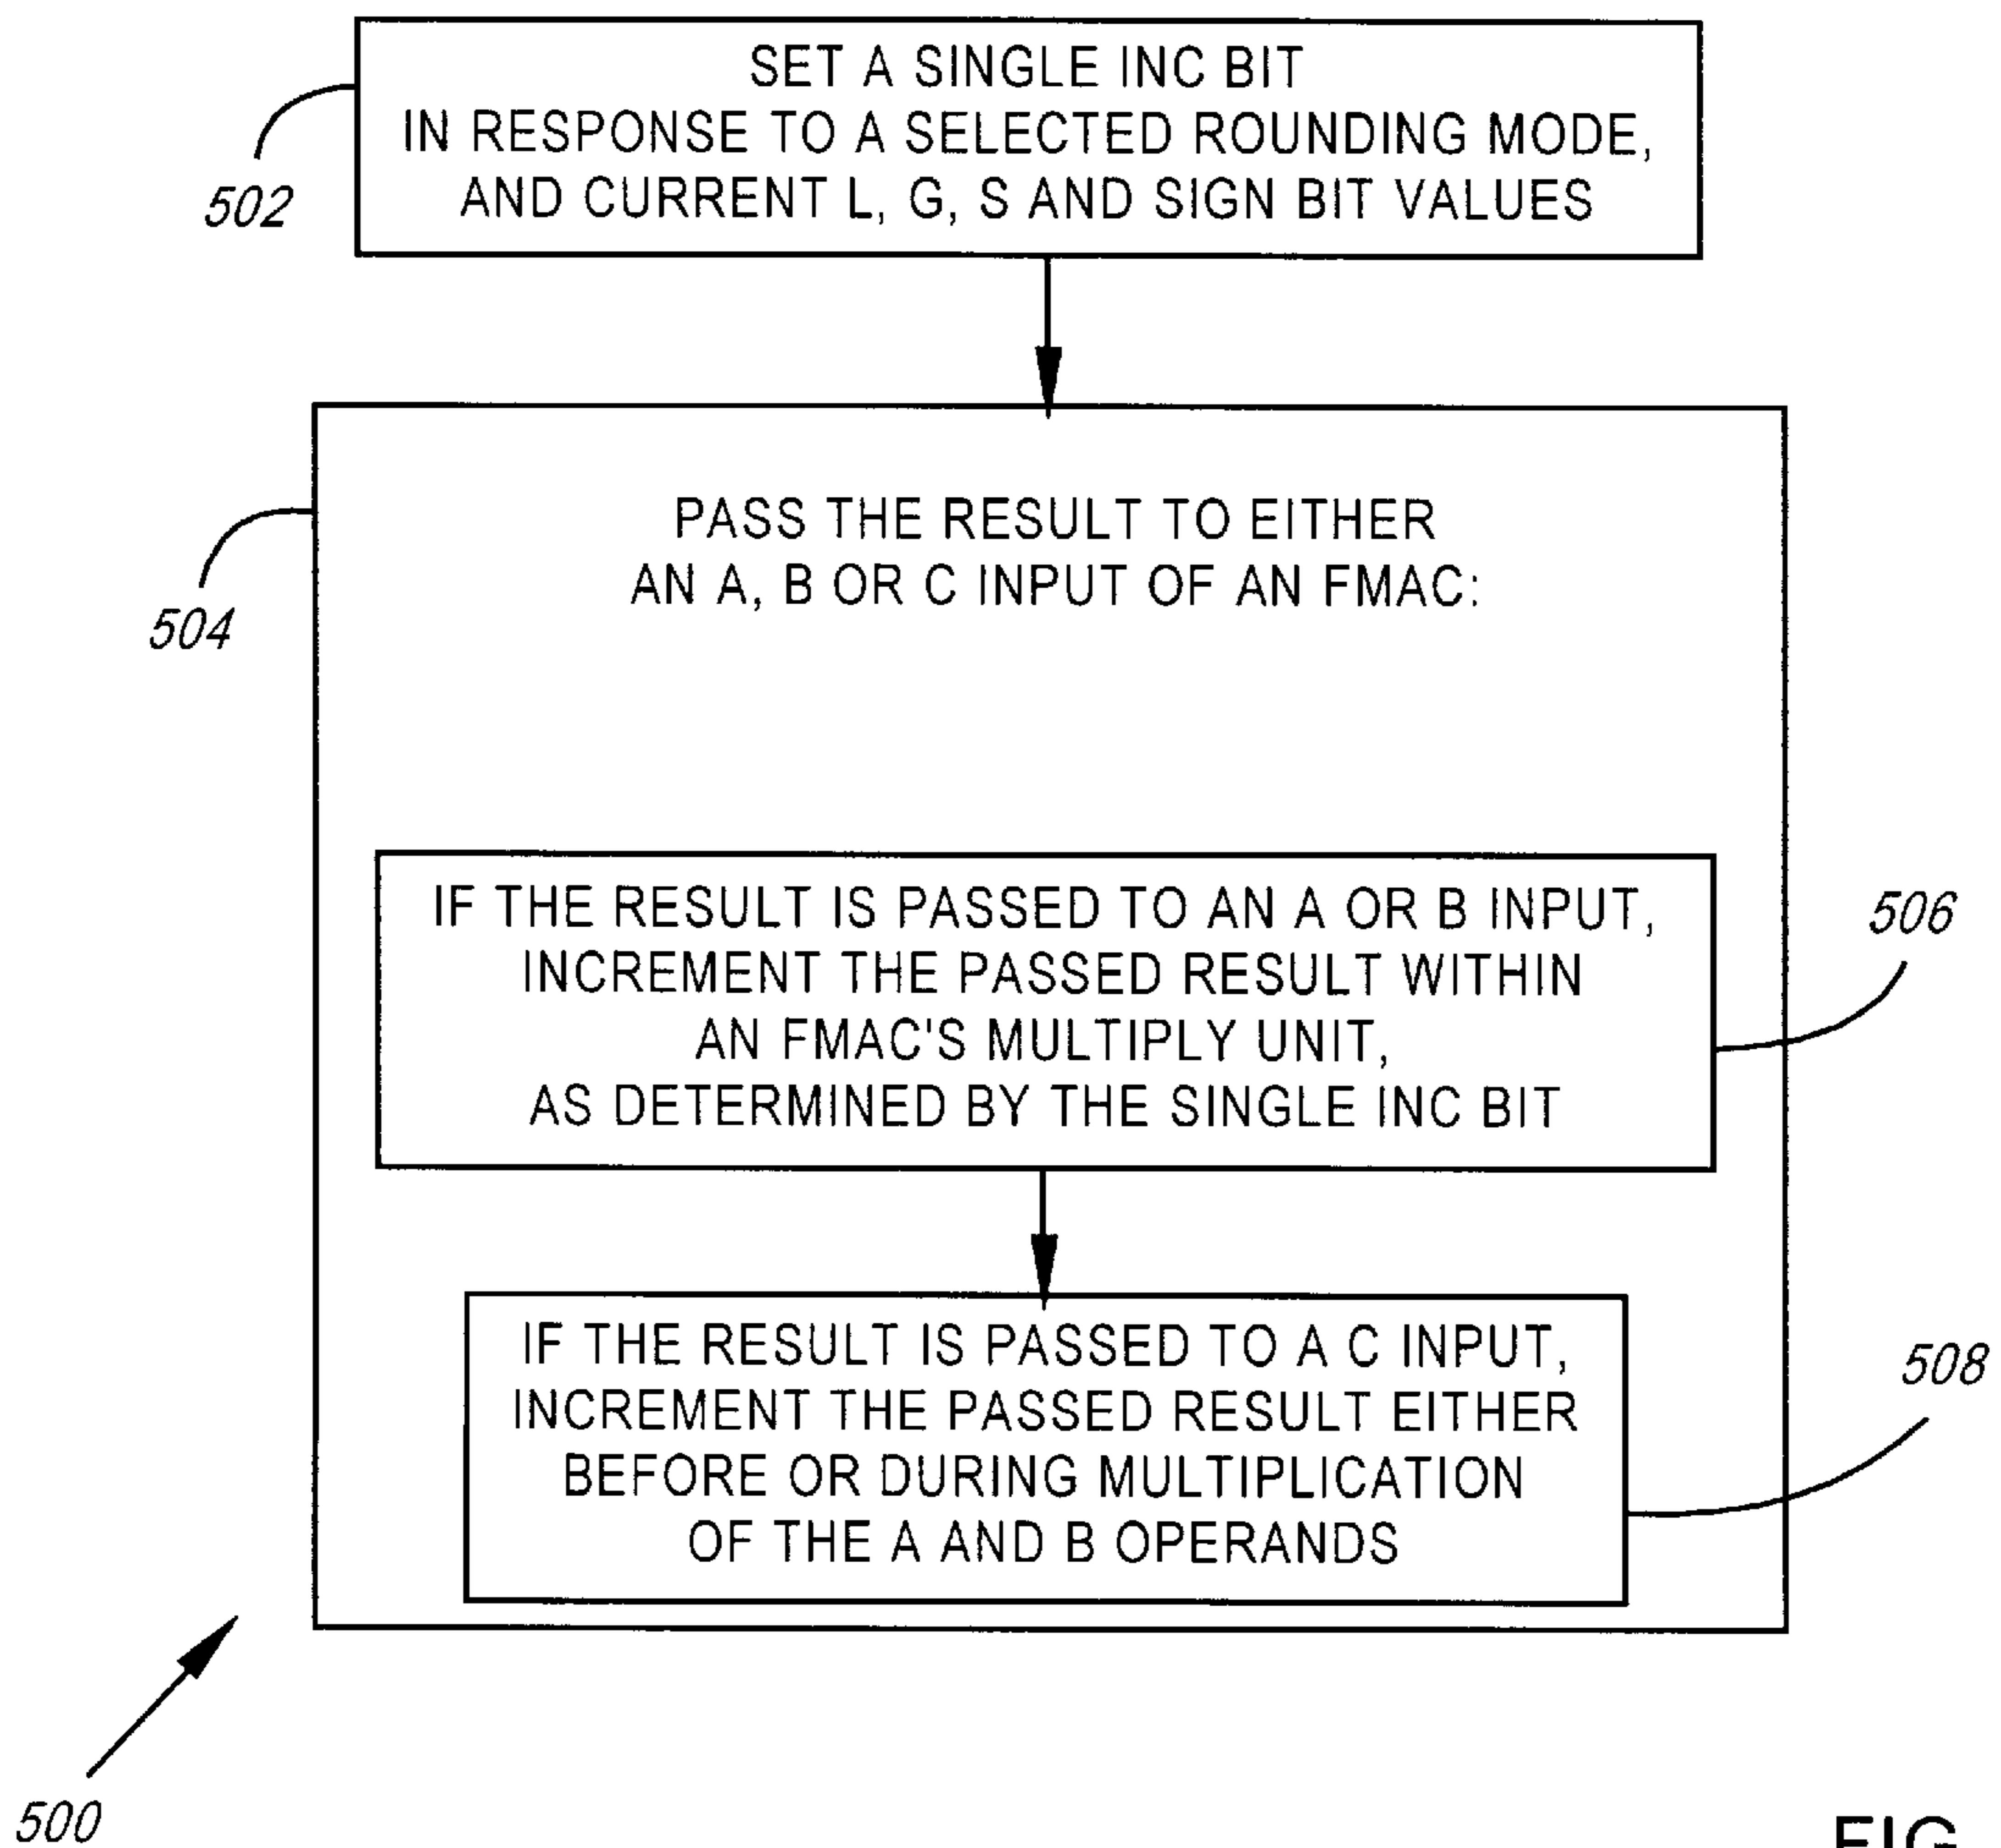 SET A SINGLE INC BIT
IN RESPONSE TO A SELECTED ROUNDING MODE,
AND CURRENT L, G, S AND SIGN BIT VALUES
502
PASS THE RESULT TO EITHER
AN A, B OR C INPUT OF AN FMAC:
504
IF THE RESULT IS PASSED TO AN A OR B INPUT,
INCREMENT THE PASSED RESULT WITHIN
AN FMAC'S MULTIPLY UNIT,
AS DETERMINED BY THE SINGLE INC BIT
506
IF THE RESULT IS PASSED TO A C INPUT,
INCREMENT THE PASSED RESULT EITHER
BEFORE OR DURING MULTIPLICATION
OF THE A AND B OPERANDS
508
500
FIG